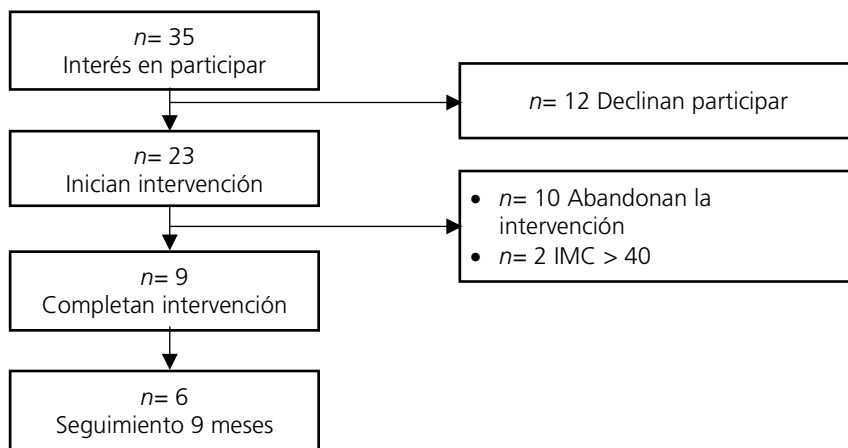 n= 35
Interés en participar
n= 12 Declinan participar
n= 23
Inician intervención
• n= 10 Abandonan la
intervención
• n= 2 IMC > 40
n= 9
Completan intervención
n= 6
Seguimiento 9 meses